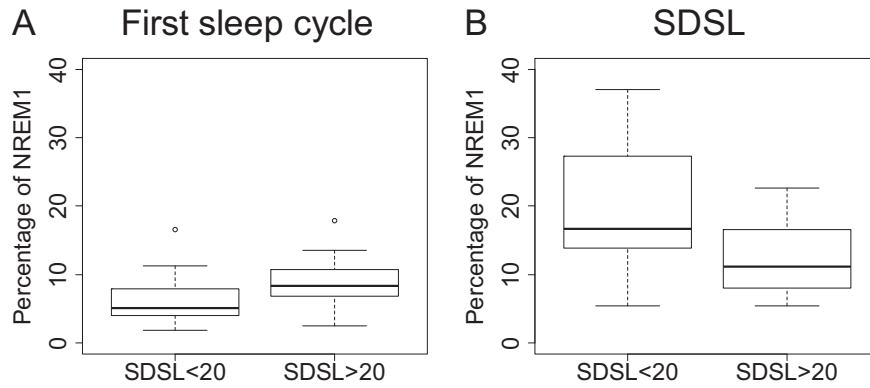 A First sleep cycle
Percentage of NREM1
40
30
20
10
0
SDSL<20 SDSL>20
B SDSL
Percentage of NREM1
40
30
20
10
0
SDSL<20 SDSL>20